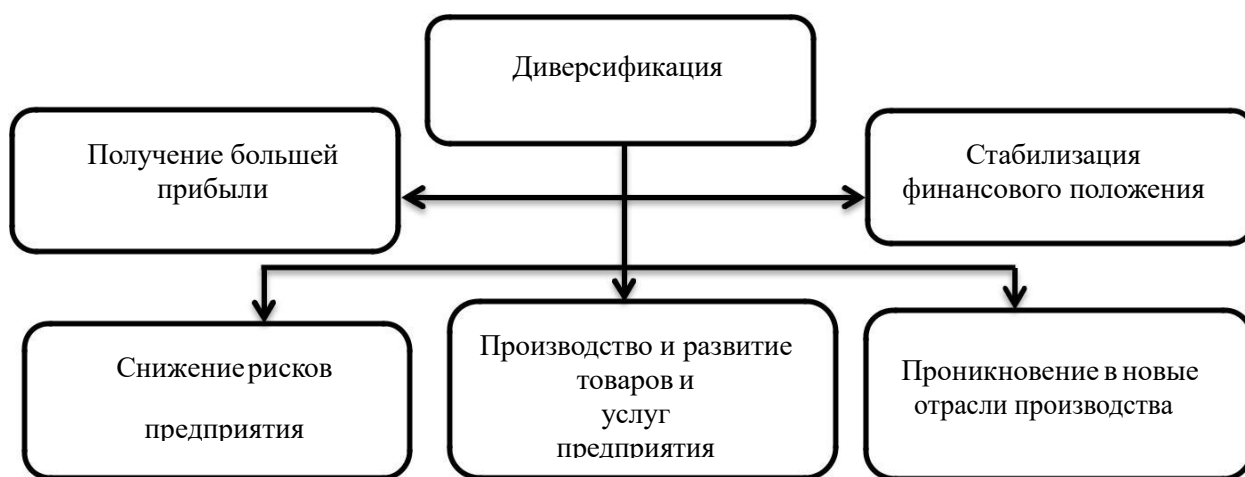 Диверсификация
Получение большей
прибыли
Стабилизация
финансового положения
Снижение рисков
предприятия
Производство и развитие
товаров и
услуг
предприятия
Проникновение в новые
отрасли производства